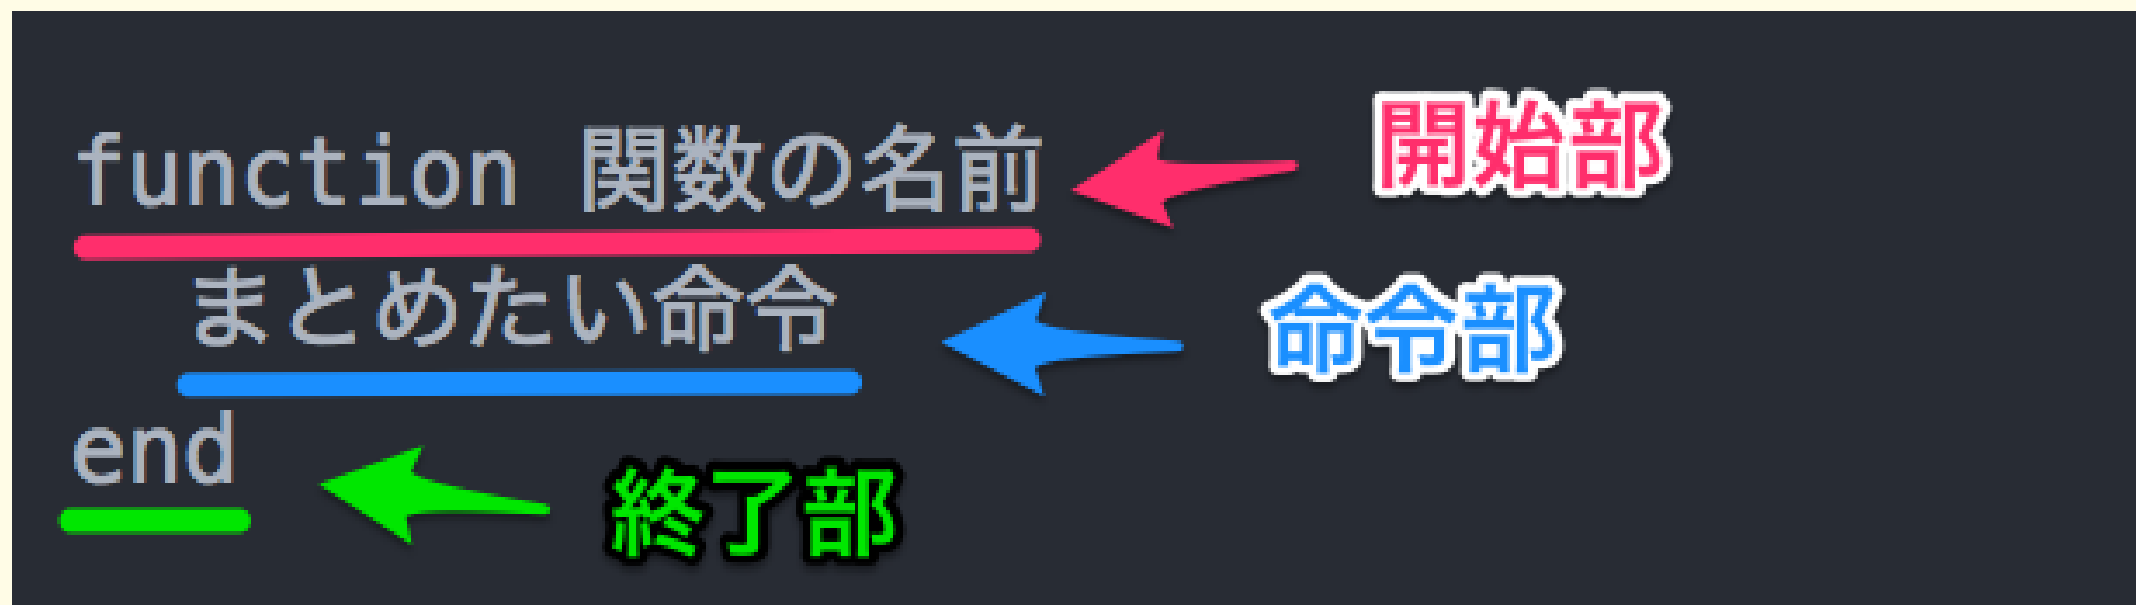 function 関数の名前
開始部
まとめたい命令
命令部
end
終了部